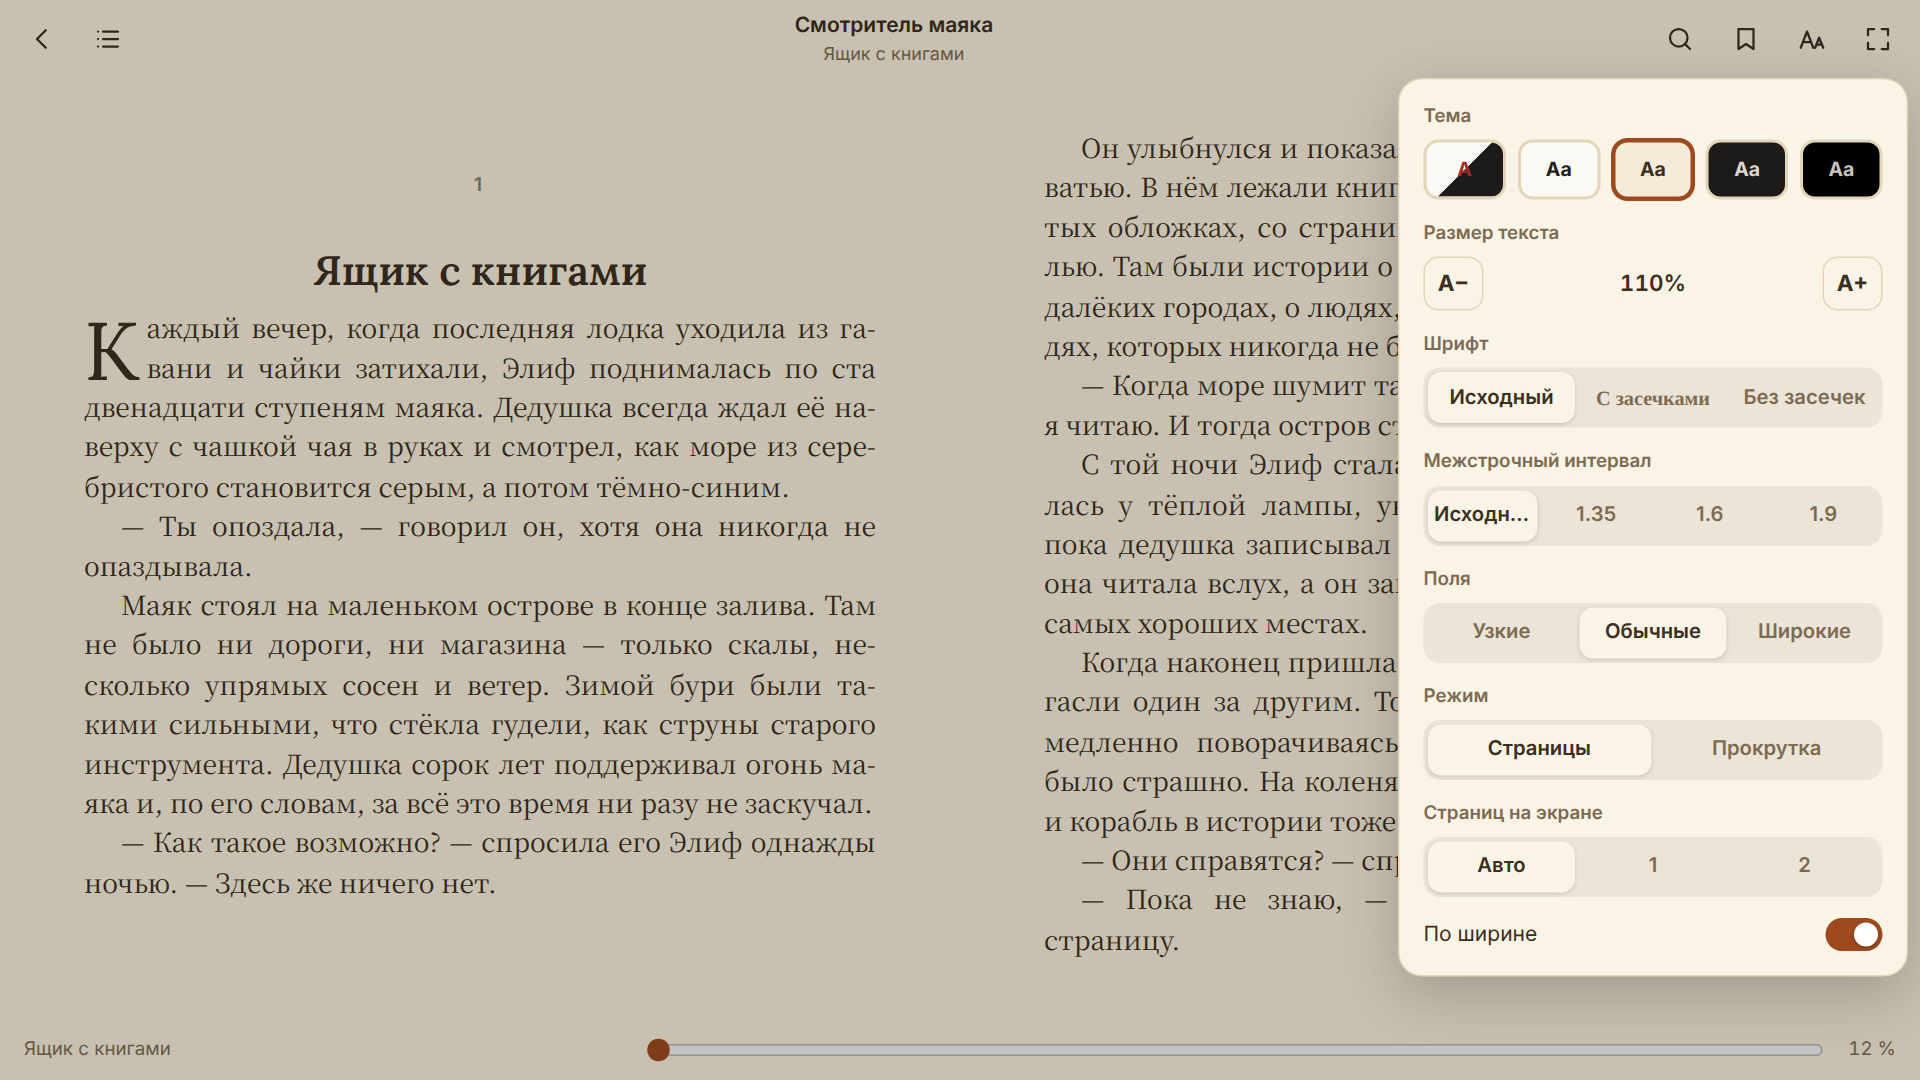 Смотритель маяка
Ящик с книгами
1
Ящик с книгами
Каждый вечер, когда последняя лодка уходила из га-
вани и чайки затихали, Элиф поднималась по ста
двенадцати ступеням маяка. Дедушка всегда ждал её на-
верху с чашкой чая в руках и смотрел, как море из сере-
бристого становится серым, а потом тёмно-синим.
— Ты опоздала, — говорил он, хотя она никогда не
опаздывала.
Маяк стоял на маленьком острове в конце залива. Там
не было ни дороги, ни магазина — только скалы, не-
сколько упрямых сосен и ветер. Зимой бури были та-
кими сильными, что стёкла гудели, как струны старого
инструмента. Дедушка сорок лет поддерживал огонь ма-
яка и, по его словам, за всё это время ни разу не заскучал.
— Как такое возможно? — спросила его Элиф однажды
ночью. — Здесь же ничего нет.
Он улыбнулся и
ватью. В нём лежали
тых обложках, со
лью. Там были истории о
далёких городах, о людях,
дях, которых никогда не
— Когда море шумит
я читаю. И тогда остров
С той ночи Элиф
лась у тёплой лампы,
пока дедушка записывал
она читала вслух, а он
самых хороших местах.
Когда наконец пришла
гасли один за другим.
медленно поворачиваясь
было страшно. На
и корабль в истории тоже
— Они справятся? —
— Пока не знаю, —
страницу.
Тема
A Aa Aa Aa Aa
Размер текста
A− 110% A+
Шрифт
Исходный С засечками Без засечек
Межстрочный интервал
Исходн... 1.35 1.6 1.9
Поля
Узкие Обычные Широкие
Режим
Страницы Прокрутка
Страниц на экране
Авто 1 2
По ширине
Ящик с книгами
12 %